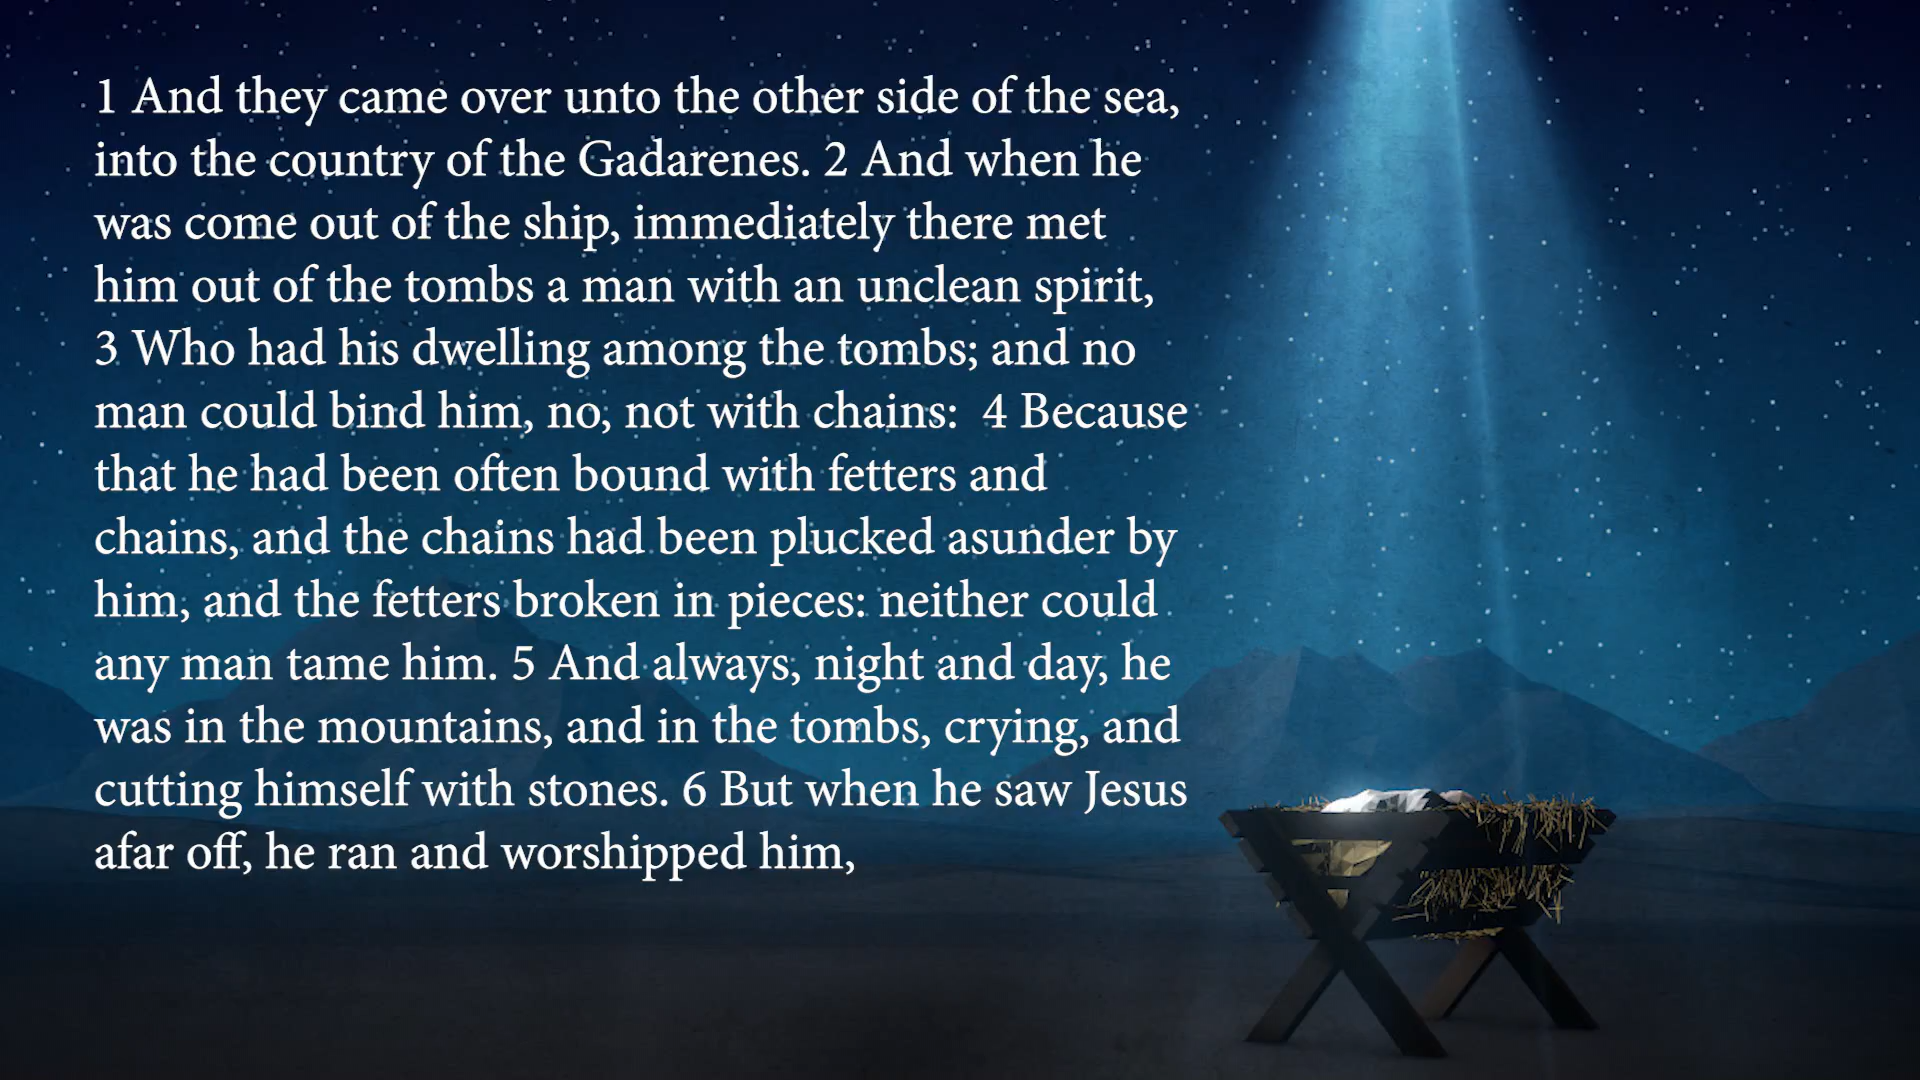 1 And they came over unto the other side of the sea,
into the country of the Gadarenes. 2 And when he
was come out of the ship, immediately there met
him out of the tombs a man with an unclean spirit,
3 Who had his dwelling among the tombs; and no
man could bind him, no, not with chains:  4 Because
that he had been often bound with fetters and
chains, and the chains had been plucked asunder by
him, and the fetters broken in pieces: neither could
any man tame him. 5 And always, night and day, he
was in the mountains, and in the tombs, crying, and
cutting himself with stones. 6 But when he saw Jesus
afar off, he ran and worshipped him,